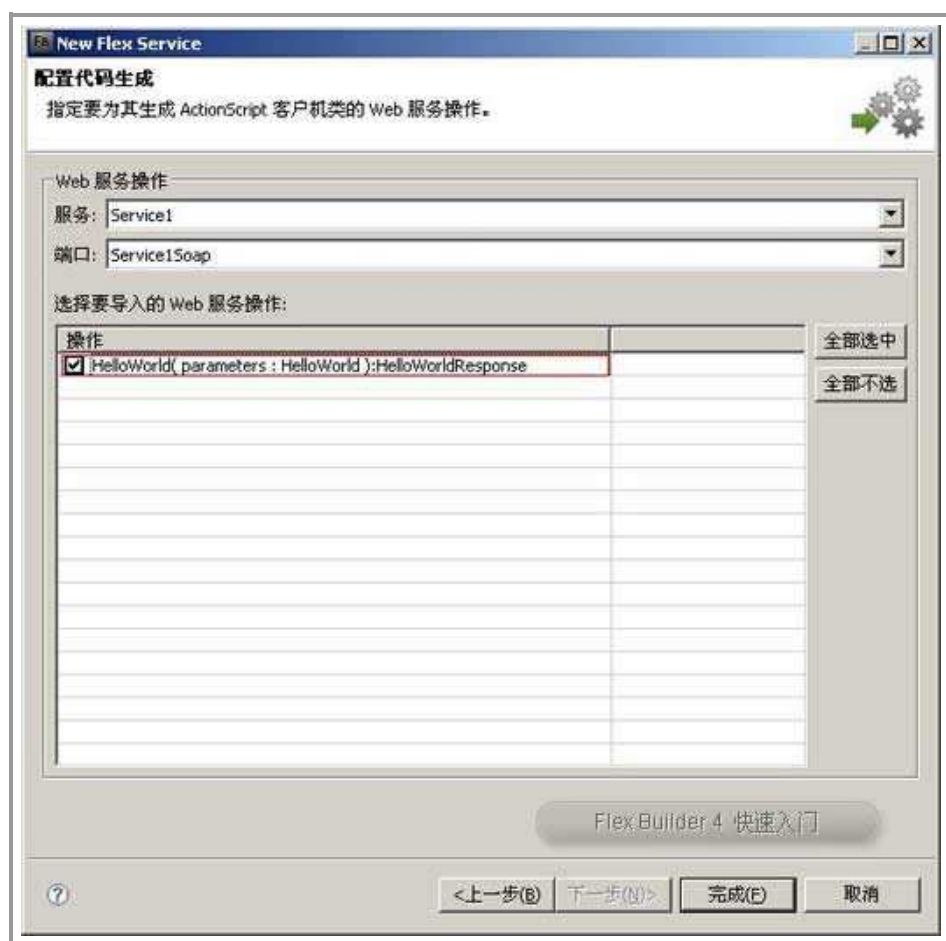 FB New Flex Service
配置代码生成
指定要为其生成 ActionScript 客户机类的 Web 服务操作。
Web 服务操作
服务: Service1
端口: Service1Soap
选择要导入的 Web 服务操作:
操作
HelloWorld( parameters : HelloWorld ):HelloWorldResponse
全部选中
全部不选
Flex Builder 4 快速入门
? <上一步(B) 下一步(N)> 完成(F) 取消